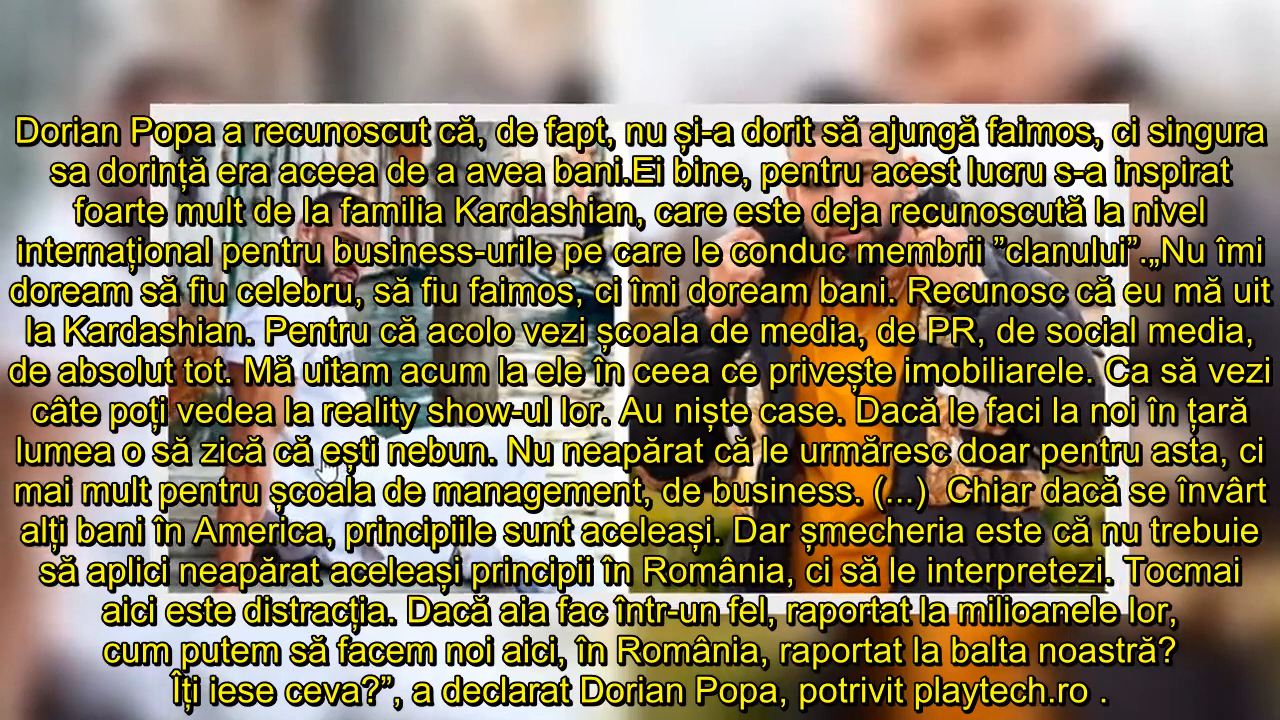 Dorian Popa a recunoscut că, de fapt, nu și-a dorit să ajungă faimos, ci singura
sa dorință era aceea de a avea bani.Ei bine, pentru acest lucru s-a inspirat
foarte mult de la familia Kardashian, care este deja recunoscută la nivel
internațional pentru business-urile pe care le conduc membrii ”clanului”.„Nu îmi
doream să fiu celebru, să fiu faimos, ci îmi doream bani. Recunosc că eu mă uit
la Kardashian. Pentru că acolo vezi școala de media, de PR, de social media,
de absolut tot. Mă uitam acum la ele în ceea ce privește imobiliarele. Ca să vezi
câte poți vedea la reality show-ul lor. Au niște case. Dacă le faci la noi în țară
lumea o să zică că ești nebun. Nu neapărat că le urmăresc doar pentru asta, ci
mai mult pentru școala de management, de business. (...) Chiar dacă se învârt
alți bani în America, principiile sunt aceleași. Dar șmecheria este că nu trebuie
să aplici neapărat aceleași principii în România, ci să le interpretezi. Tocmai
aici este distracția. Dacă aia fac într-un fel, raportat la milioanele lor,
cum putem să facem noi aici, în România, raportat la balta noastră?
Îți iese ceva?”, a declarat Dorian Popa, potrivit playtech.ro .